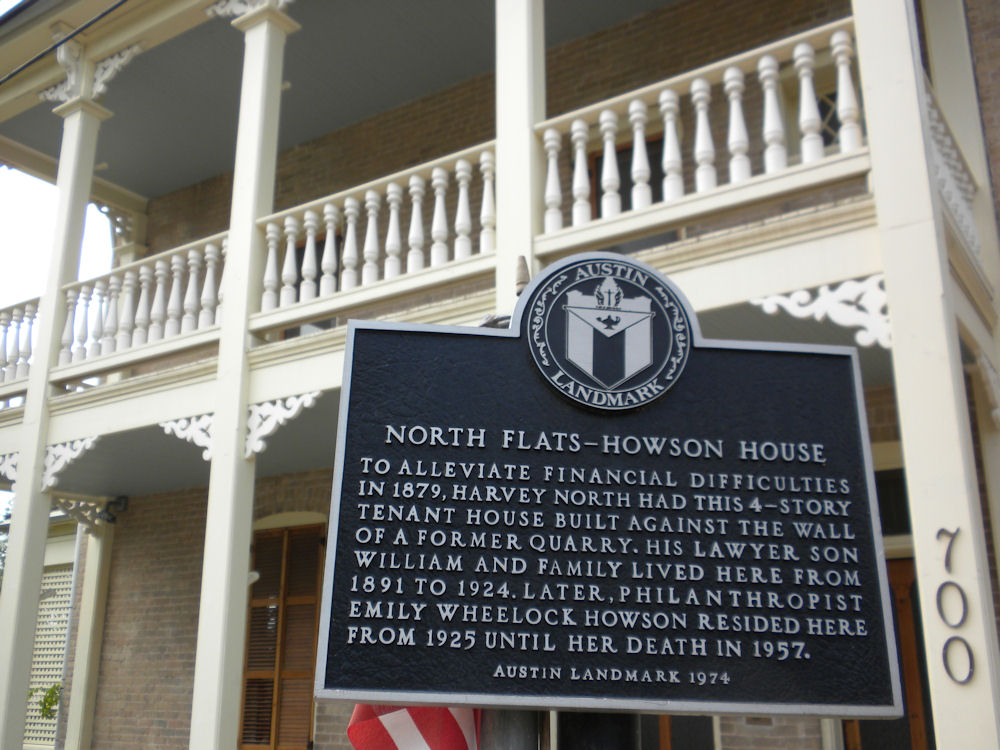 AUSTIN
LANDMARK
NORTH FLATS–HOWSON HOUSE
TO ALLEVIATE FINANCIAL DIFFICULTIES
IN 1879, HARVEY NORTH HAD THIS 4–STORY
TENANT HOUSE BUILT AGAINST THE WALL
OF A FORMER QUARRY. HIS LAWYER SON
WILLIAM AND FAMILY LIVED HERE FROM
1891 TO 1924. LATER, PHILANTHROPIST
EMILY WHEELOCK HOWSON RESIDED HERE
FROM 1925 UNTIL HER DEATH IN 1957.
AUSTIN LANDMARK 1974
700